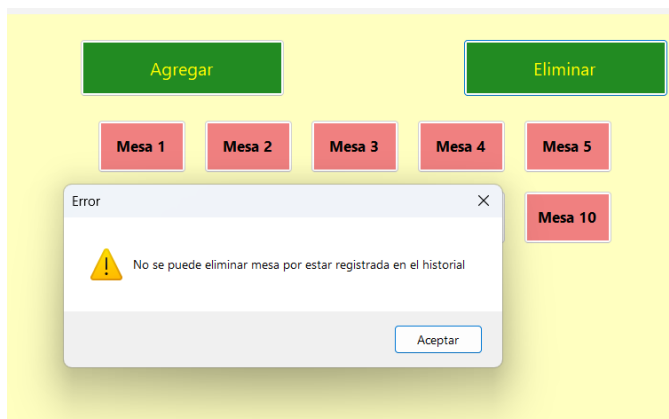 Agregar
Eliminar
Mesa 1
Mesa 2
Mesa 3
Mesa 4
Mesa 5
Error
Mesa 10
No se puede eliminar mesa por estar registrada en el historial
Aceptar